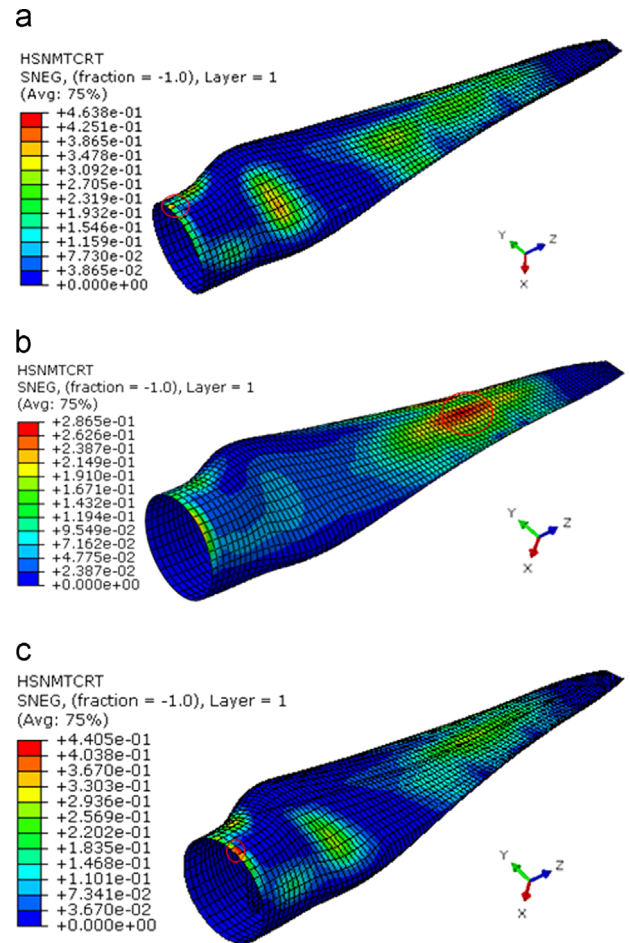 a
HSNMTCRT
SNEG, (fraction = -1.0), Layer = 1
(Avg: 75%)
+4.638e-01
+4.251e-01
+3.865e-01
+3.478e-01
+3.092e-01
+2.705e-01
+2.319e-01
+1.932e-01
+1.546e-01
+1.159e-01
+7.730e-02
+3.865e-02
+0.000e+00
Y
Z
X
b
HSNMTCRT
SNEG, (fraction = -1.0), Layer = 1
(Avg: 75%)
+2.865e-01
+2.626e-01
+2.387e-01
+2.149e-01
+1.910e-01
+1.671e-01
+1.432e-01
+1.194e-01
+9.549e-02
+7.162e-02
+4.775e-02
+2.387e-02
+0.000e+00
Y
Z
X
c
HSNMTCRT
SNEG, (fraction = -1.0), Layer = 1
(Avg: 75%)
+4.405e-01
+4.038e-01
+3.670e-01
+3.303e-01
+2.936e-01
+2.569e-01
+2.202e-01
+1.835e-01
+1.468e-01
+1.101e-01
+7.341e-02
+3.670e-02
+0.000e+00
Y
Z
X